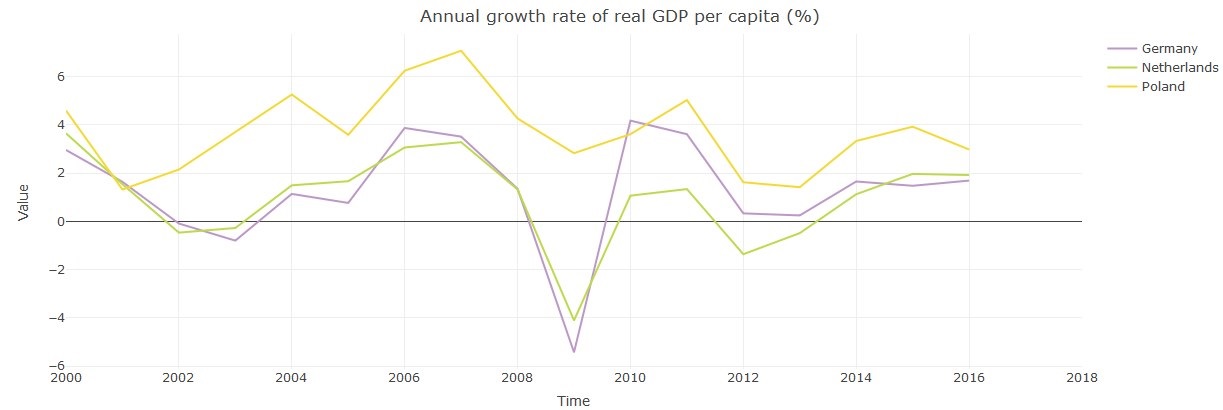 Annual growth rate of real GDP per capita (%)
Germany
Netherlands
Poland
Value
6
4
2
0
−2
−4
−6
2000 2002 2004 2006 2008 2010 2012 2014 2016 2018
Time